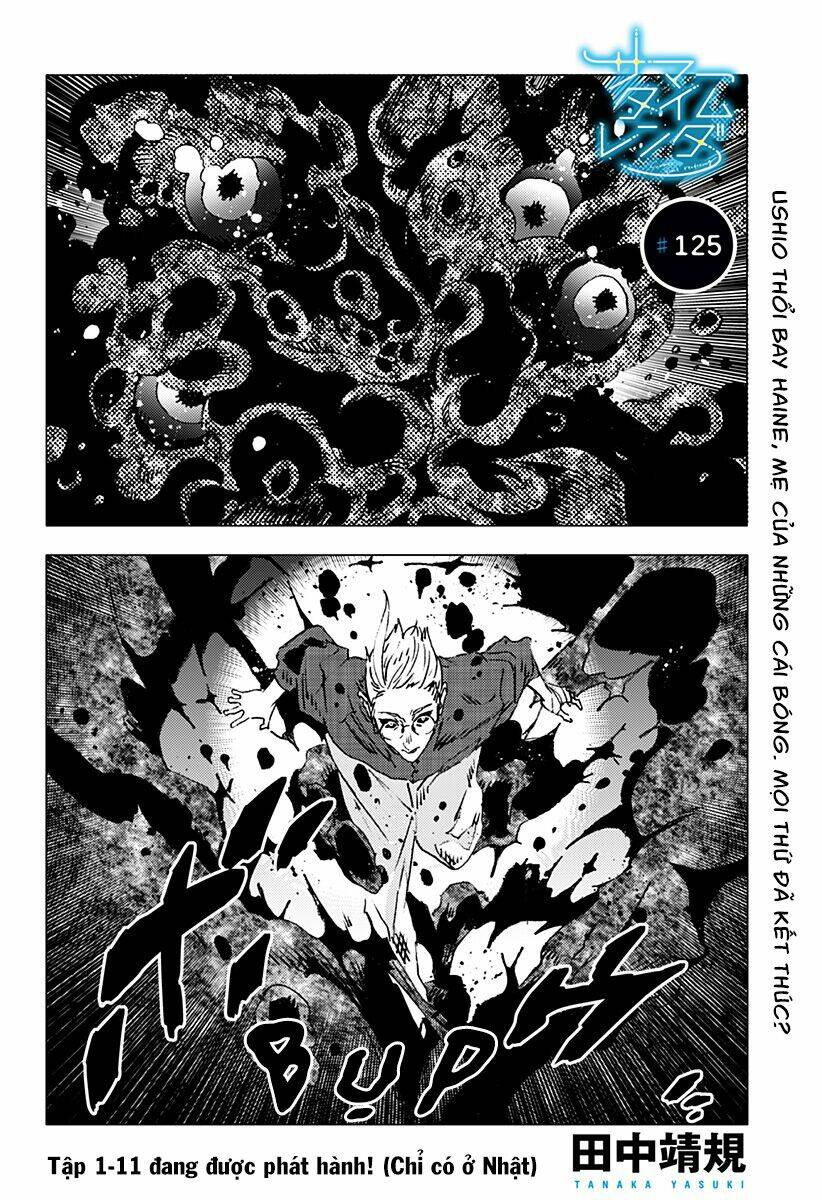 サマー
タイム
レンダ
#125
USHIO THỔI BAY HAINE, MẸ CỦA NHỮNG CÁI BÓNG. MỌI THỨ ĐÃ KẾT THÚC?
BỤPH
Tập 1-11 đang được phát hành! (Chỉ có ở Nhật)
田中靖規
TANAKA YASUKI